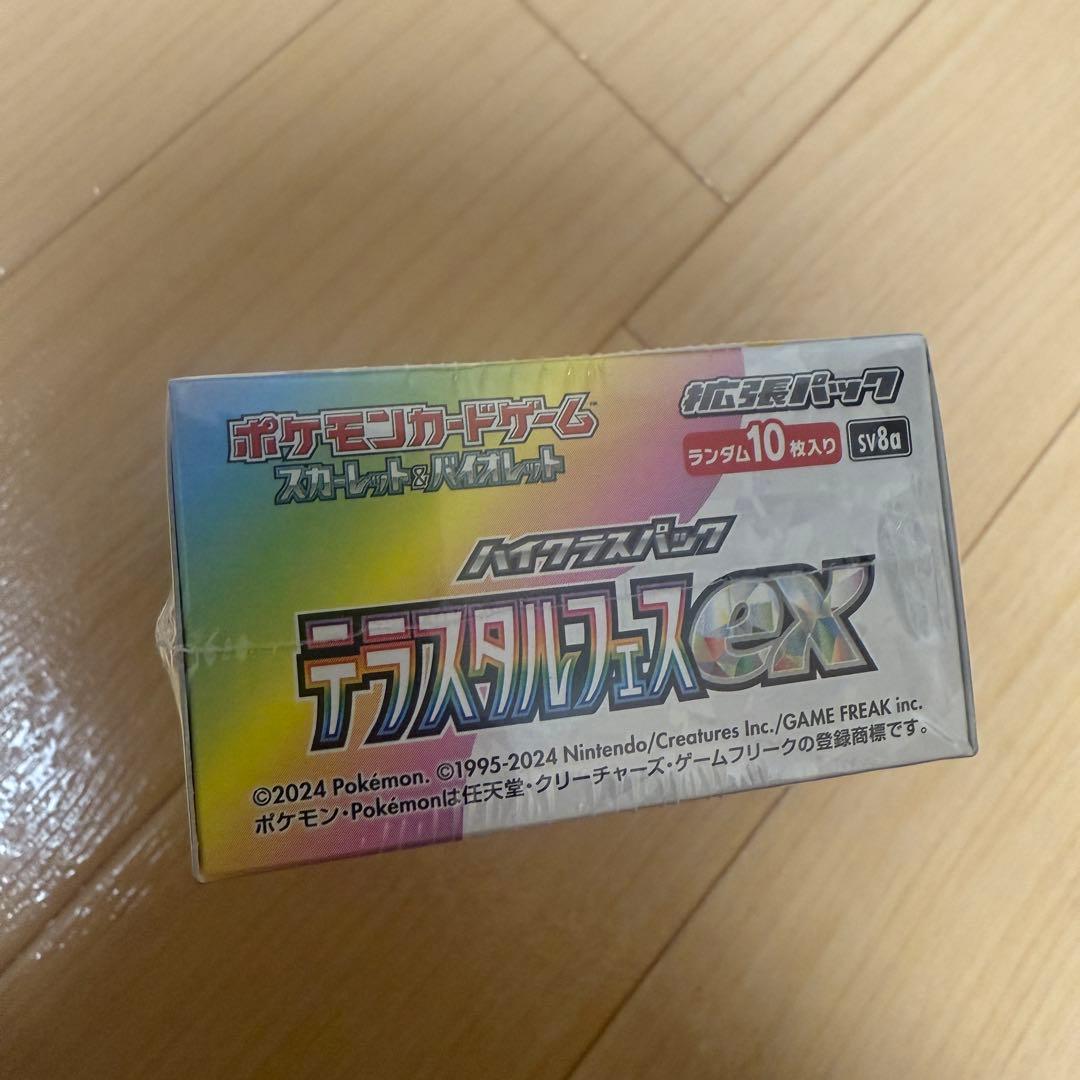 ポケモンカードゲーム™
スカーレット&バイオレット
拡張パック
ランダム10枚入り
SV8a
ハイクラスパック
テラスタルフェスex
©2024 Pokémon. ©1995-2024 Nintendo/Creatures Inc./GAME FREAK inc.
ポケモン・Pokémonは任天堂・クリーチャーズ・ゲームフリークの登録商標です。